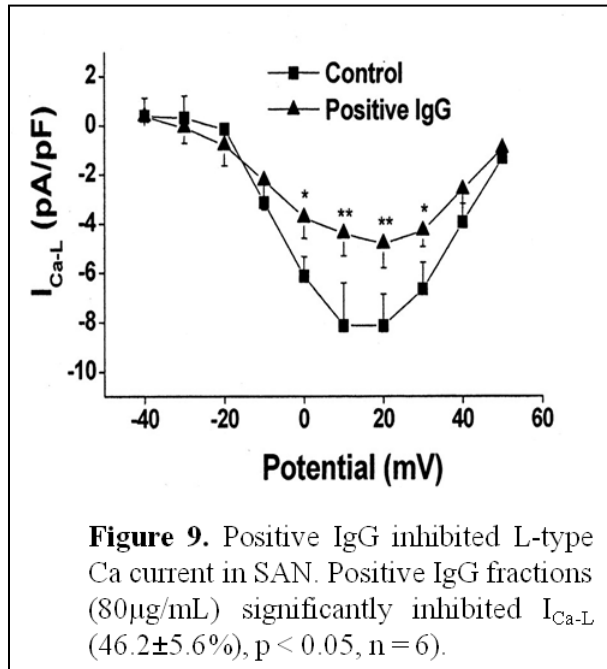 Control
Positive IgG
2
0
-2
-4
-6
-8
-10
I Ca-L (pA/pF)
* ** ** *
-40 -20 0 20 40 60
Potential (mV)
Figure 9. Positive IgG inhibited L-type
Ca current in SAN. Positive IgG fractions
(80μg/mL) significantly inhibited I Ca-L
(46.2±5.6%), p < 0.05, n = 6).